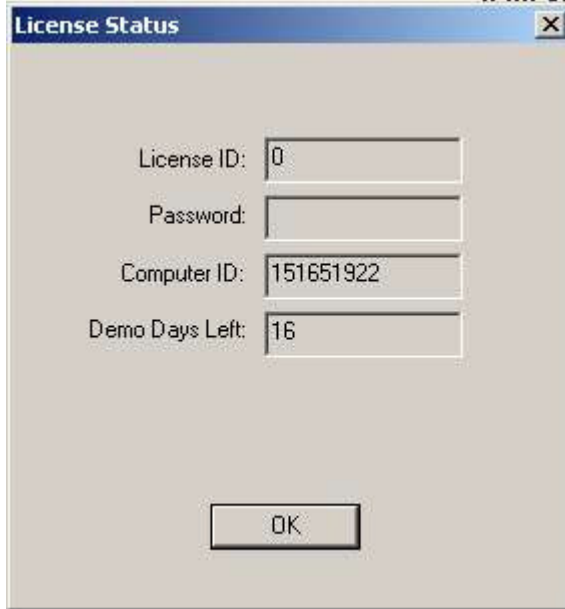 License Status
License ID: 0
Password:
Computer ID: 151651922
Demo Days Left: 16
OK